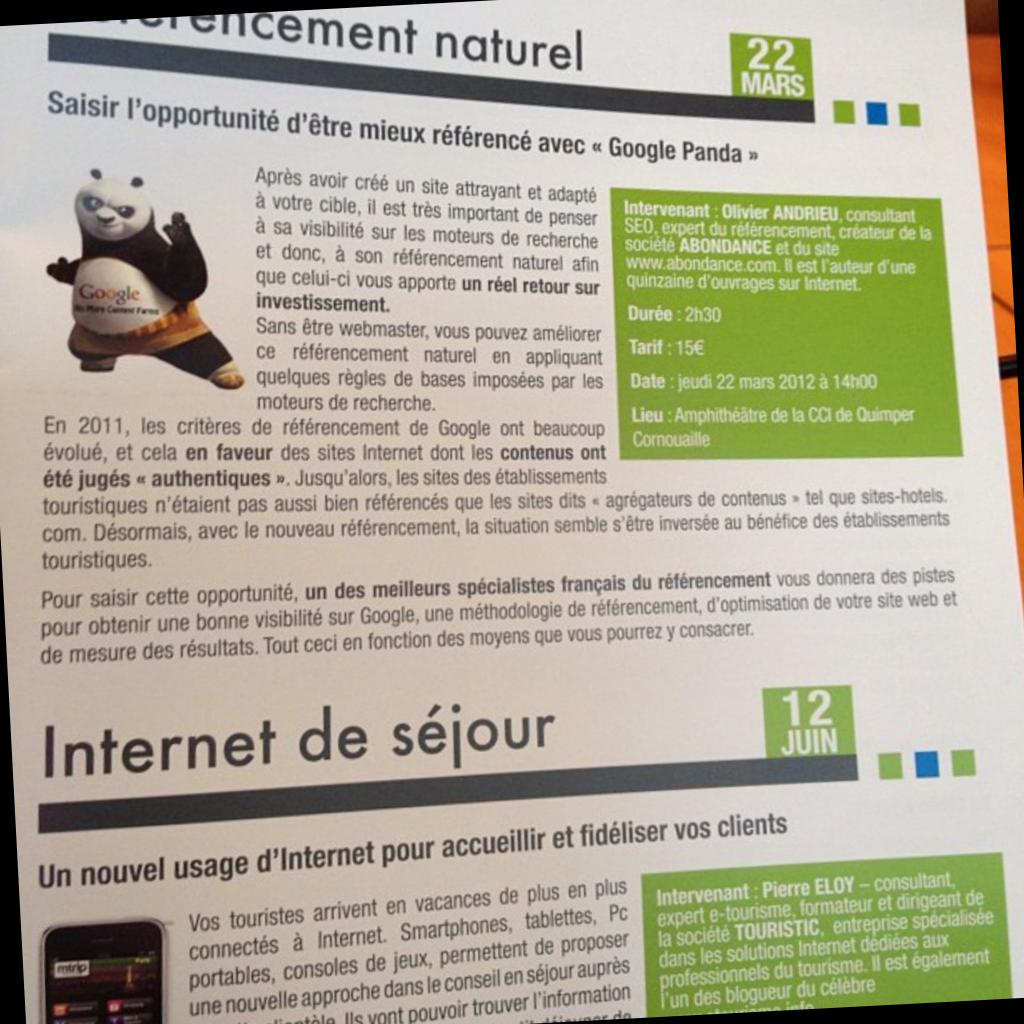 référencement naturel
22
MARS
Saisir l'opportunité d'être mieux référencé avec « Google Panda »
Google
No More Content Farms
Après avoir créé un site attrayant et adapté
à votre cible, il est très important de penser
à sa visibilité sur les moteurs de recherche
et donc, à son référencement naturel afin
que celui-ci vous apporte un réel retour sur
investissement.
Sans être webmaster, vous pouvez améliorer
ce référencement naturel en appliquant
quelques règles de bases imposées par les
moteurs de recherche.
En 2011, les critères de référencement de Google ont beaucoup
évolué, et cela en faveur des sites Internet dont les contenus ont
été jugés « authentiques ». Jusqu'alors, les sites des établissements
touristiques n'étaient pas aussi bien référencés que les sites dits « agrégateurs de contenus » tel que sites-hotels.
com. Désormais, avec le nouveau référencement, la situation semble s'être inversée au bénéfice des établissements
touristiques.
Pour saisir cette opportunité, un des meilleurs spécialistes français du référencement vous donnera des pistes
pour obtenir une bonne visibilité sur Google, une méthodologie de référencement, d'optimisation de votre site web et
de mesure des résultats. Tout ceci en fonction des moyens que vous pourrez y consacrer.
Intervenant : Olivier ANDRIEU, consultant
SEO, expert du référencement, créateur de la
société ABONDANCE et du site
www.abondance.com. Il est l'auteur d'une
quinzaine d'ouvrages sur Internet.
Durée : 2h30
Tarif : 15€
Date : jeudi 22 mars 2012 à 14h00
Lieu : Amphithéâtre de la CCI de Quimper
Cornouaille
Internet de séjour
12
JUIN
Un nouvel usage d'Internet pour accueillir et fidéliser vos clients
mtrip
Vos touristes arrivent en vacances de plus en plus
connectés à Internet. Smartphones, tablettes, Pc
portables, consoles de jeux, permettent de proposer
une nouvelle approche dans le conseil en séjour auprès
Ils vont pouvoir trouver l'information
Intervenant : Pierre ELOY – consultant,
expert e-tourisme, formateur et dirigeant de
la société TOURISTIC, entreprise spécialisée
dans les solutions Internet dédiées aux
professionnels du tourisme. Il est également
l'un des blogueur du célèbre